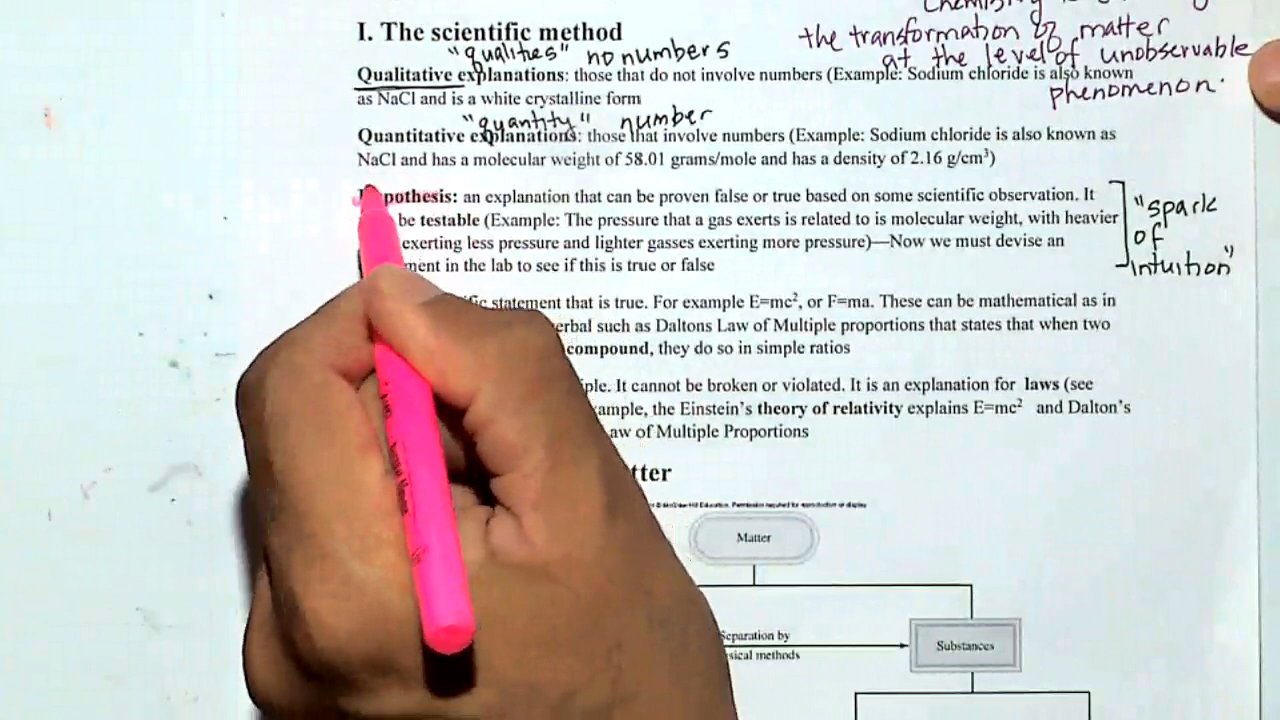 I. The scientific method
the transformation of matter
at the level of unobservable
phenomenon.
"qualities" no numbers
Qualitative explanations: those that do not involve numbers (Example: Sodium chloride is also known
as NaCl and is a white crystalline form
"quantity" number
Quantitative explanations: those that involve numbers (Example: Sodium chloride is also known as
NaCl and has a molecular weight of 58.01 grams/mole and has a density of 2.16 g/cm³)
pothesis: an explanation that can be proven false or true based on some scientific observation. It
be testable (Example: The pressure that a gas exerts is related to is molecular weight, with heavier
exerting less pressure and lighter gasses exerting more pressure)—Now we must devise an
ment in the lab to see if this is true or false
"spark
of
intuition"
statement that is true. For example E=mc², or F=ma. These can be mathematical as in
erbal such as Daltons Law of Multiple proportions that states that when two
compound, they do so in simple ratios
ple. It cannot be broken or violated. It is an explanation for laws (see
ample, the Einstein's theory of relativity explains E=mc² and Dalton's
aw of Multiple Proportions
tter
Education. Permission required for reproduction or display
Matter
Separation by
sical methods
Substances